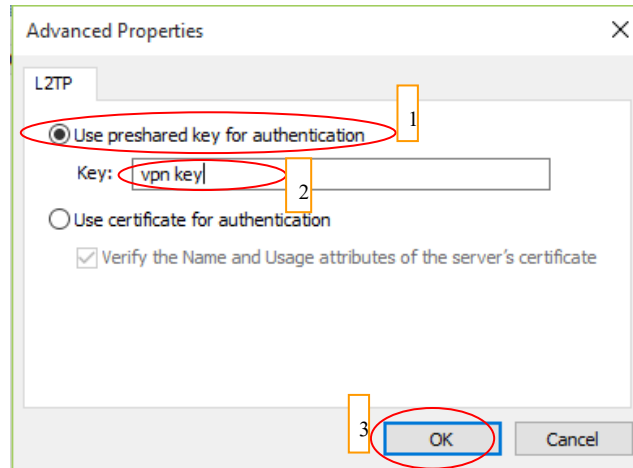 Advanced Properties
L2TP
1
Use preshared key for authentication
Key: vpn key
2
Use certificate for authentication
Verify the Name and Usage attributes of the server's certificate
3
OK Cancel